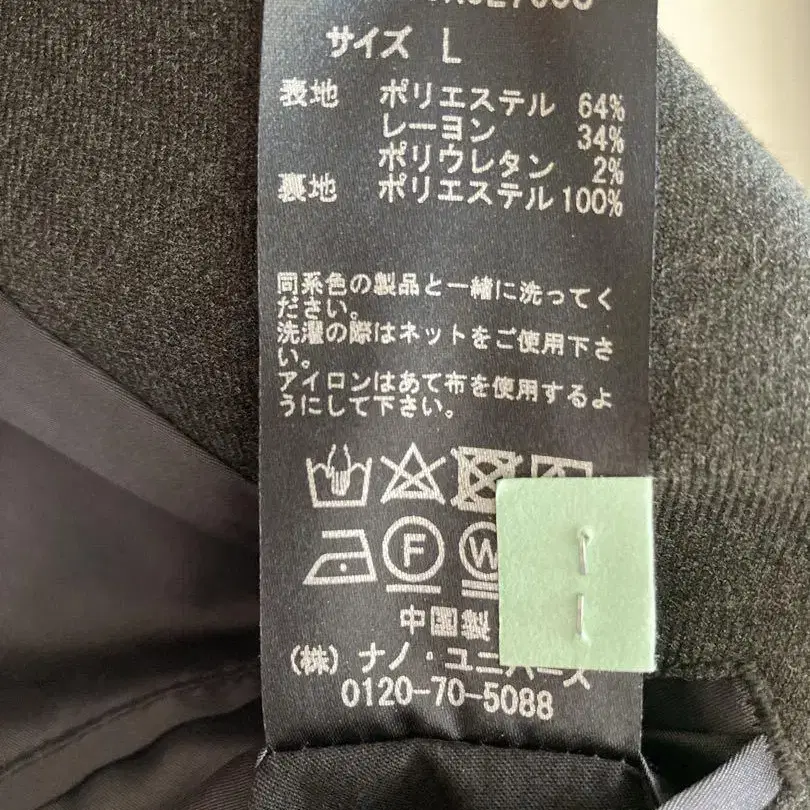 サイズ L
表地 ポリエステル 64%
レーヨン 34%
ポリウレタン 2%
裏地 ポリエステル 100%
同系色の製品と一緒に洗ってく
ださい。
洗濯の際はネットをご使用下さ
い。
アイロンはあて布を使用するよ
うにして下さい。
F W
中国製
(株) ナノ・ユニバース
0120-70-5088